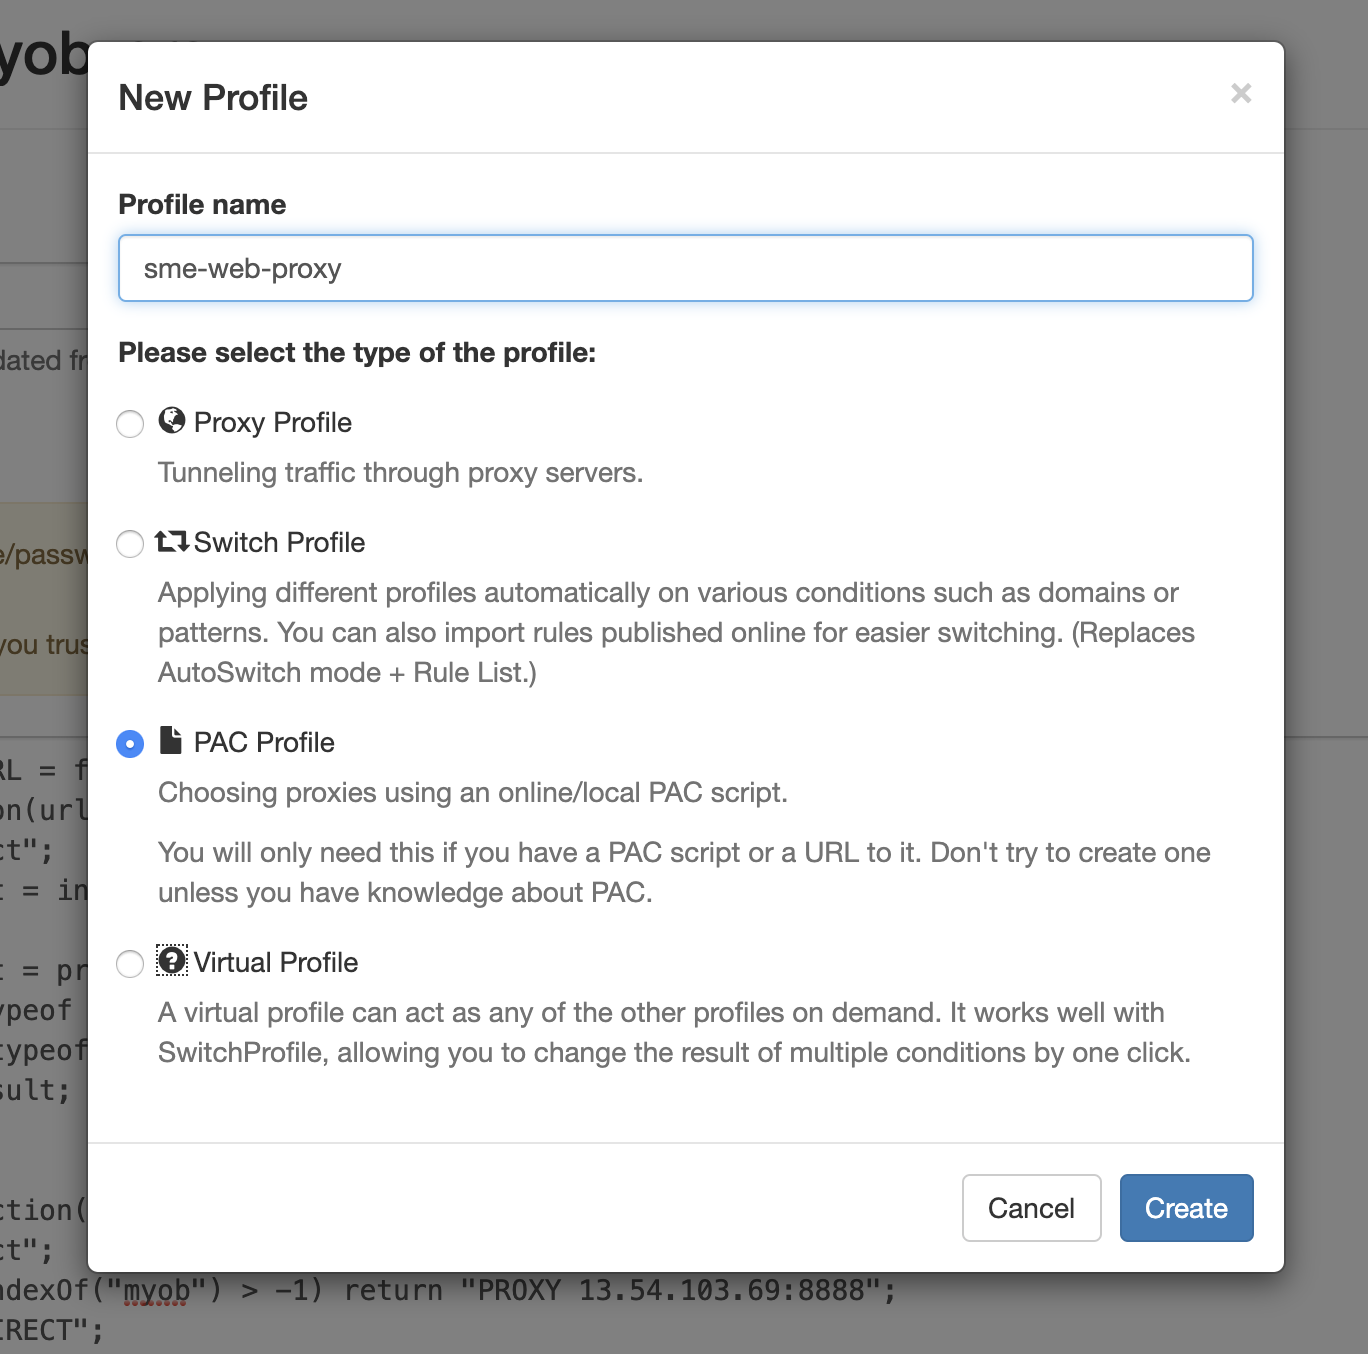 yob
New Profile
×
Profile name
sme-web-proxy
Please select the type of the profile:
dated fr
Proxy Profile
Tunneling traffic through proxy servers.
Switch Profile
e/passw
Applying different profiles automatically on various conditions such as domains or
patterns. You can also import rules published online for easier switching. (Replaces
you trus
AutoSwitch mode + Rule List.)
PAC Profile
RL = f
Choosing proxies using an online/local PAC script.
on(url
ct";
You will only need this if you have a PAC script or a URL to it. Don't try to create one
t = in
unless you have knowledge about PAC.
Virtual Profile
t = pr
ypeof
A virtual profile can act as any of the other profiles on demand. It works well with
typeof
SwitchProfile, allowing you to change the result of multiple conditions by one click.
sult;
ction(
Cancel
Create
ct";
ndexOf("myob") > -1) return "PROXY 13.54.103.69:8888";
IRECT";